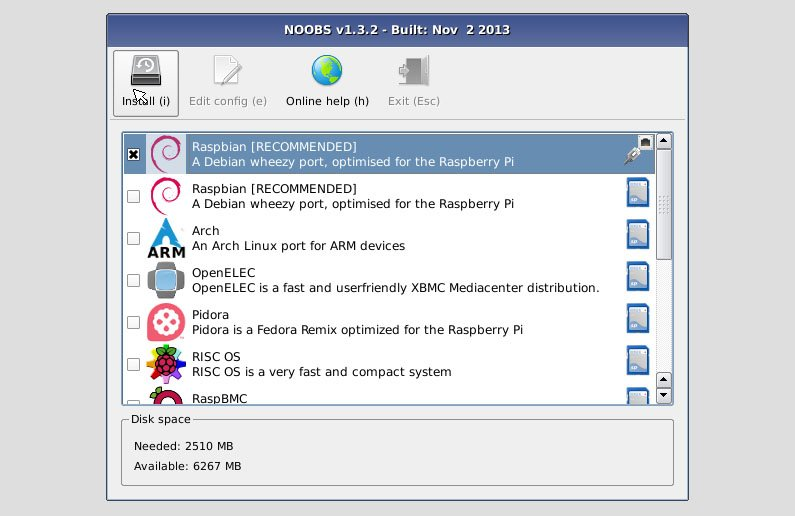 NOOBS v1.3.2 - Built: Nov  2 2013
Install (i)
Edit config (e)
Online help (h)
Exit (Esc)
Raspbian [RECOMMENDED]
A Debian wheezy port, optimised for the Raspberry Pi
Raspbian [RECOMMENDED]
A Debian wheezy port, optimised for the Raspberry Pi
Arch
An Arch Linux port for ARM devices
ARM
OpenELEC
OpenELEC is a fast and userfriendly XBMC Mediacenter distribution.
Pidora
Pidora is a Fedora Remix optimized for the Raspberry Pi
RISC OS
RISC OS is a very fast and compact system
RaspBMC
Disk space
Needed: 2510 MB
Available: 6267 MB